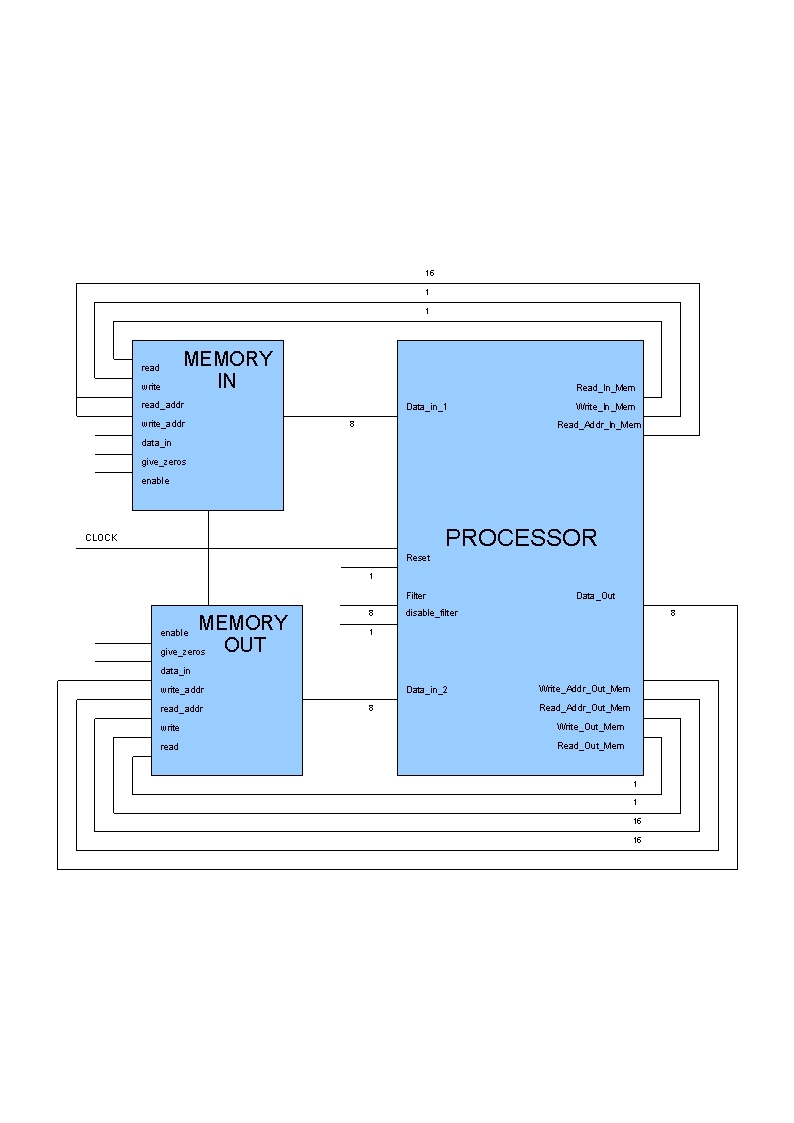 16
1
1
MEMORY
IN
read
write
read_addr
write_addr
data_in
give_zeros
enable
8
Data_in_1
Read_In_Mem
Write_In_Mem
Read_Addr_In_Mem
CLOCK
PROCESSOR
Reset
1
Filter
8
disable_filter
1
Data_Out
8
MEMORY
OUT
enable
give_zeros
data_in
write_addr
read_addr
write
read
8
Data_in_2
Write_Addr_Out_Mem
Read_Addr_Out_Mem
Write_Out_Mem
Read_Out_Mem
1
1
16
16